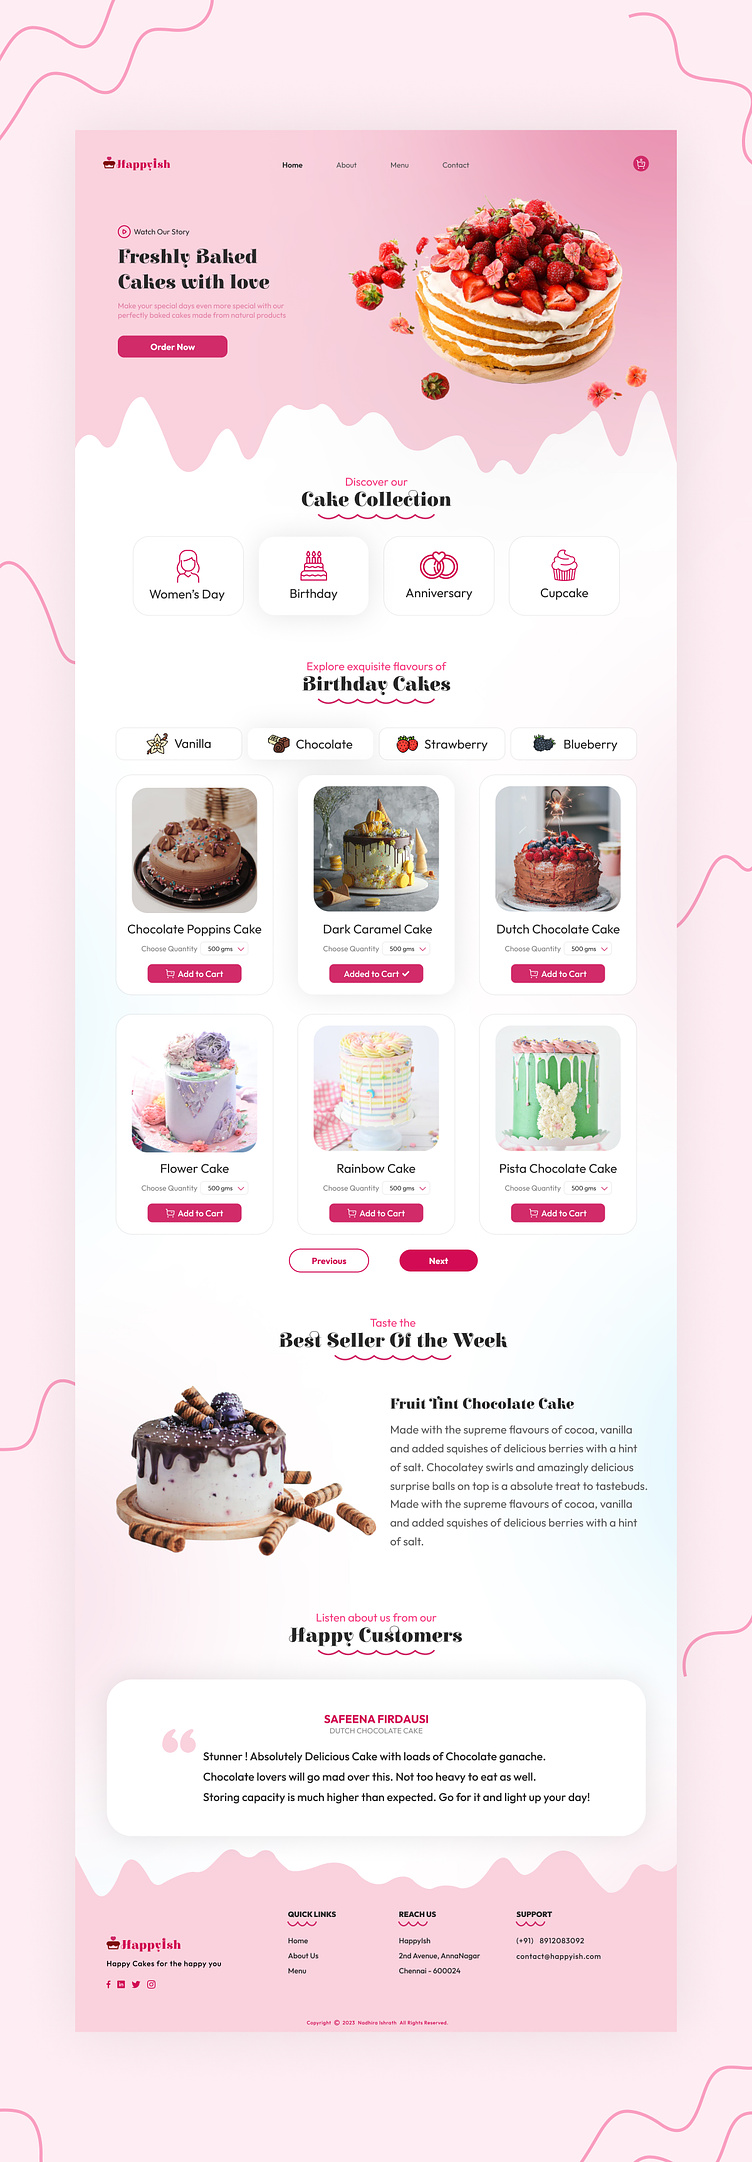 HappyIsh
Home About Menu Contact
Watch Our Story
Freshly Baked
Cakes with love
Make your special days even more special with our
perfectly baked cakes made from natural products
Order Now
Discover our
Cake Collection
Women's Day Birthday Anniversary Cupcake
Explore exquisite flavours of
Birthday Cakes
Vanilla Chocolate Strawberry Blueberry
Chocolate Poppins Cake Dark Caramel Cake Dutch Chocolate Cake
Choose Quantity 500 gms Choose Quantity 500 gms Choose Quantity 500 gms
Add to Cart Added to Cart Add to Cart
Flower Cake Rainbow Cake Pista Chocolate Cake
Choose Quantity 500 gms Choose Quantity 500 gms Choose Quantity 500 gms
Add to Cart Add to Cart Add to Cart
Previous Next
Taste the
Best Seller Of the Week
Fruit Tint Chocolate Cake
Made with the supreme flavours of cocoa, vanilla
and added squishes of delicious berries with a hint
of salt. Chocolatey swirls and amazingly delicious
surprise balls on top is a absolute treat to tastebuds.
Made with the supreme flavours of cocoa, vanilla
and added squishes of delicious berries with a hint
of salt.
Listen about us from our
Happy Customers
SAFEENA FIRDAUSI
DUTCH CHOCOLATE CAKE
“
Stunner ! Absolutely Delicious Cake with loads of Chocolate ganache.
Chocolate lovers will go mad over this. Not too heavy to eat as well.
Storing capacity is much higher than expected. Go for it and light up your day!
HappyIsh
Happy Cakes for the happy you
QUICK LINKS
Home
About Us
Menu
REACH US
HappyIsh
2nd Avenue, AnnaNagar
Chennai - 600024
SUPPORT
(+91) 8912083092
contact@happyish.com
Copyright © 2023 Nadhira Ishrath All Rights Reserved.